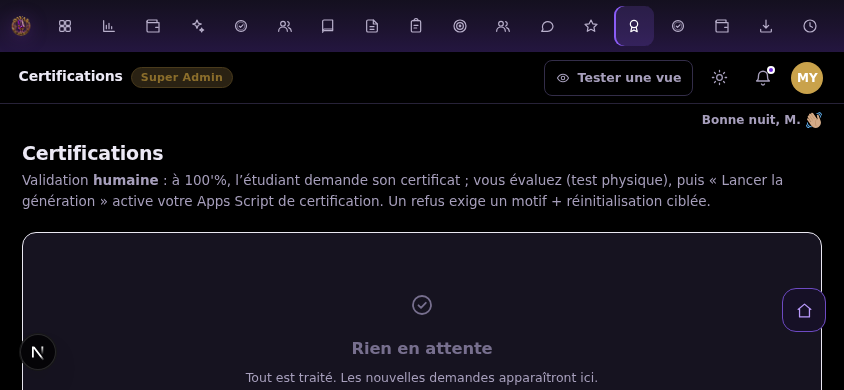 Certifications
Super Admin
Tester une vue
MY
Bonne nuit, M.
Certifications
Validation humaine : à 100'%, l’étudiant demande son certificat ; vous évaluez (test physique), puis « Lancer la
génération » active votre Apps Script de certification. Un refus exige un motif + réinitialisation ciblée.
Rien en attente
Tout est traité. Les nouvelles demandes apparaîtront ici.
N